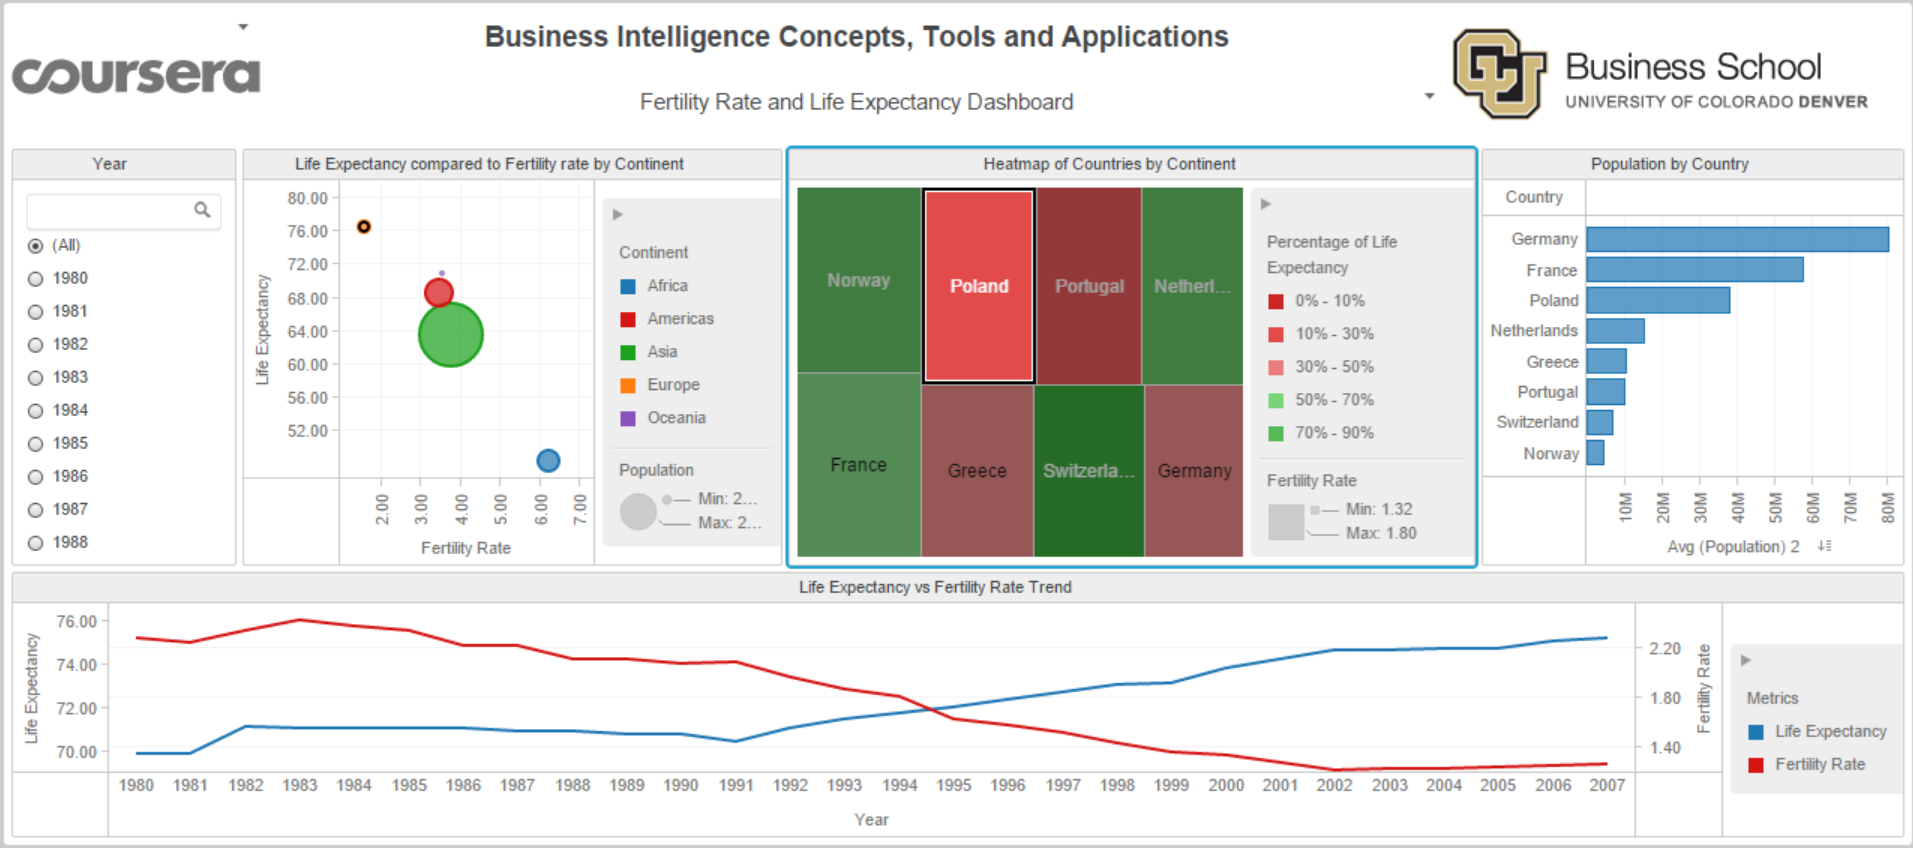 Business Intelligence Concepts, Tools and Applications
coursera
Fertility Rate and Life Expectancy Dashboard
CU
Business School
UNIVERSITY OF COLORADO DENVER
Year
(All)
1980
1981
1982
1983
1984
1985
1986
1987
1988
Life Expectancy compared to Fertility rate by Continent
Life Expectancy
80.00
76.00
72.00
68.00
64.00
60.00
56.00
52.00
2.00
3.00
4.00
5.00
6.00
7.00
Fertility Rate
Continent
Africa
Americas
Asia
Europe
Oceania
Population
Min: 2...
Max: 2...
Heatmap of Countries by Continent
Norway
Poland
Portugal
Netherl...
France
Greece
Switzerla...
Germany
Percentage of Life
Expectancy
0% - 10%
10% - 30%
30% - 50%
50% - 70%
70% - 90%
Fertility Rate
Min: 1.32
Max: 1.80
Population by Country
Country
Germany
France
Poland
Netherlands
Greece
Portugal
Switzerland
Norway
10M
20M
30M
40M
50M
60M
70M
80M
Avg (Population) 2
Life Expectancy vs Fertility Rate Trend
Life Expectancy
76.00
74.00
72.00
70.00
1980 1981 1982 1983 1984 1985 1986 1987 1988 1989 1990 1991 1992 1993 1994 1995 1996 1997 1998 1999 2000 2001 2002 2003 2004 2005 2006 2007
Year
2.20
1.80
1.40
Fertility Rate
Metrics
Life Expectancy
Fertility Rate